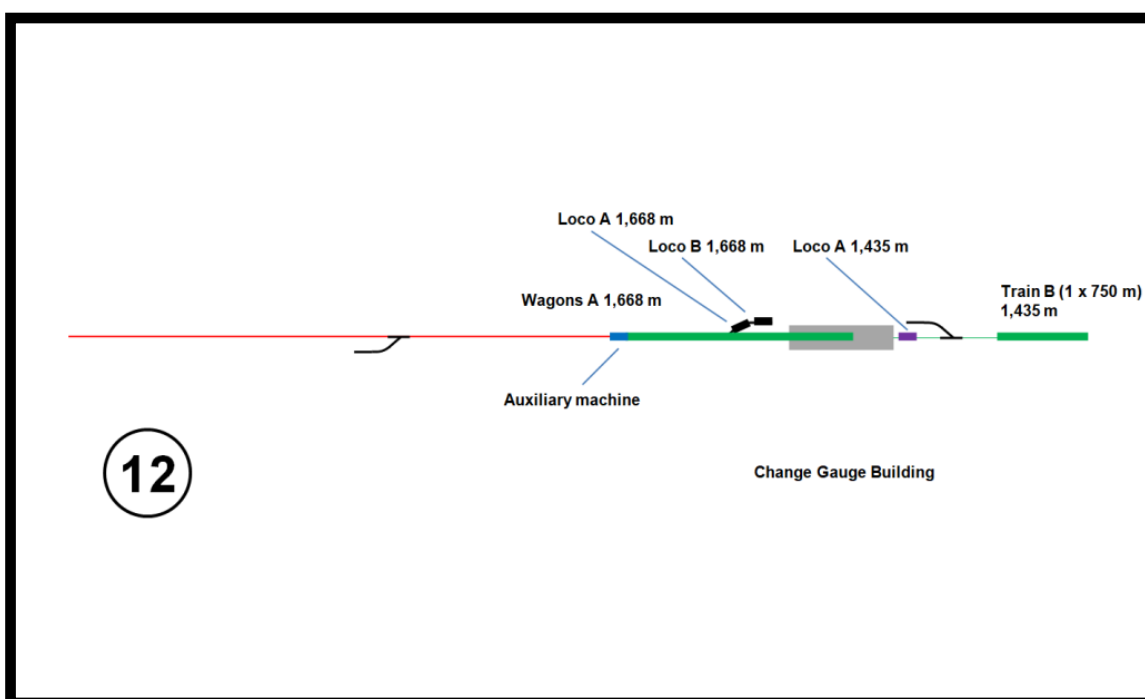 Loco A 1,668 m
Loco B 1,668 m
Loco A 1,435 m
Wagons A 1,668 m
Train B (1 x 750 m)
1,435 m
Auxiliary machine
12
Change Gauge Building